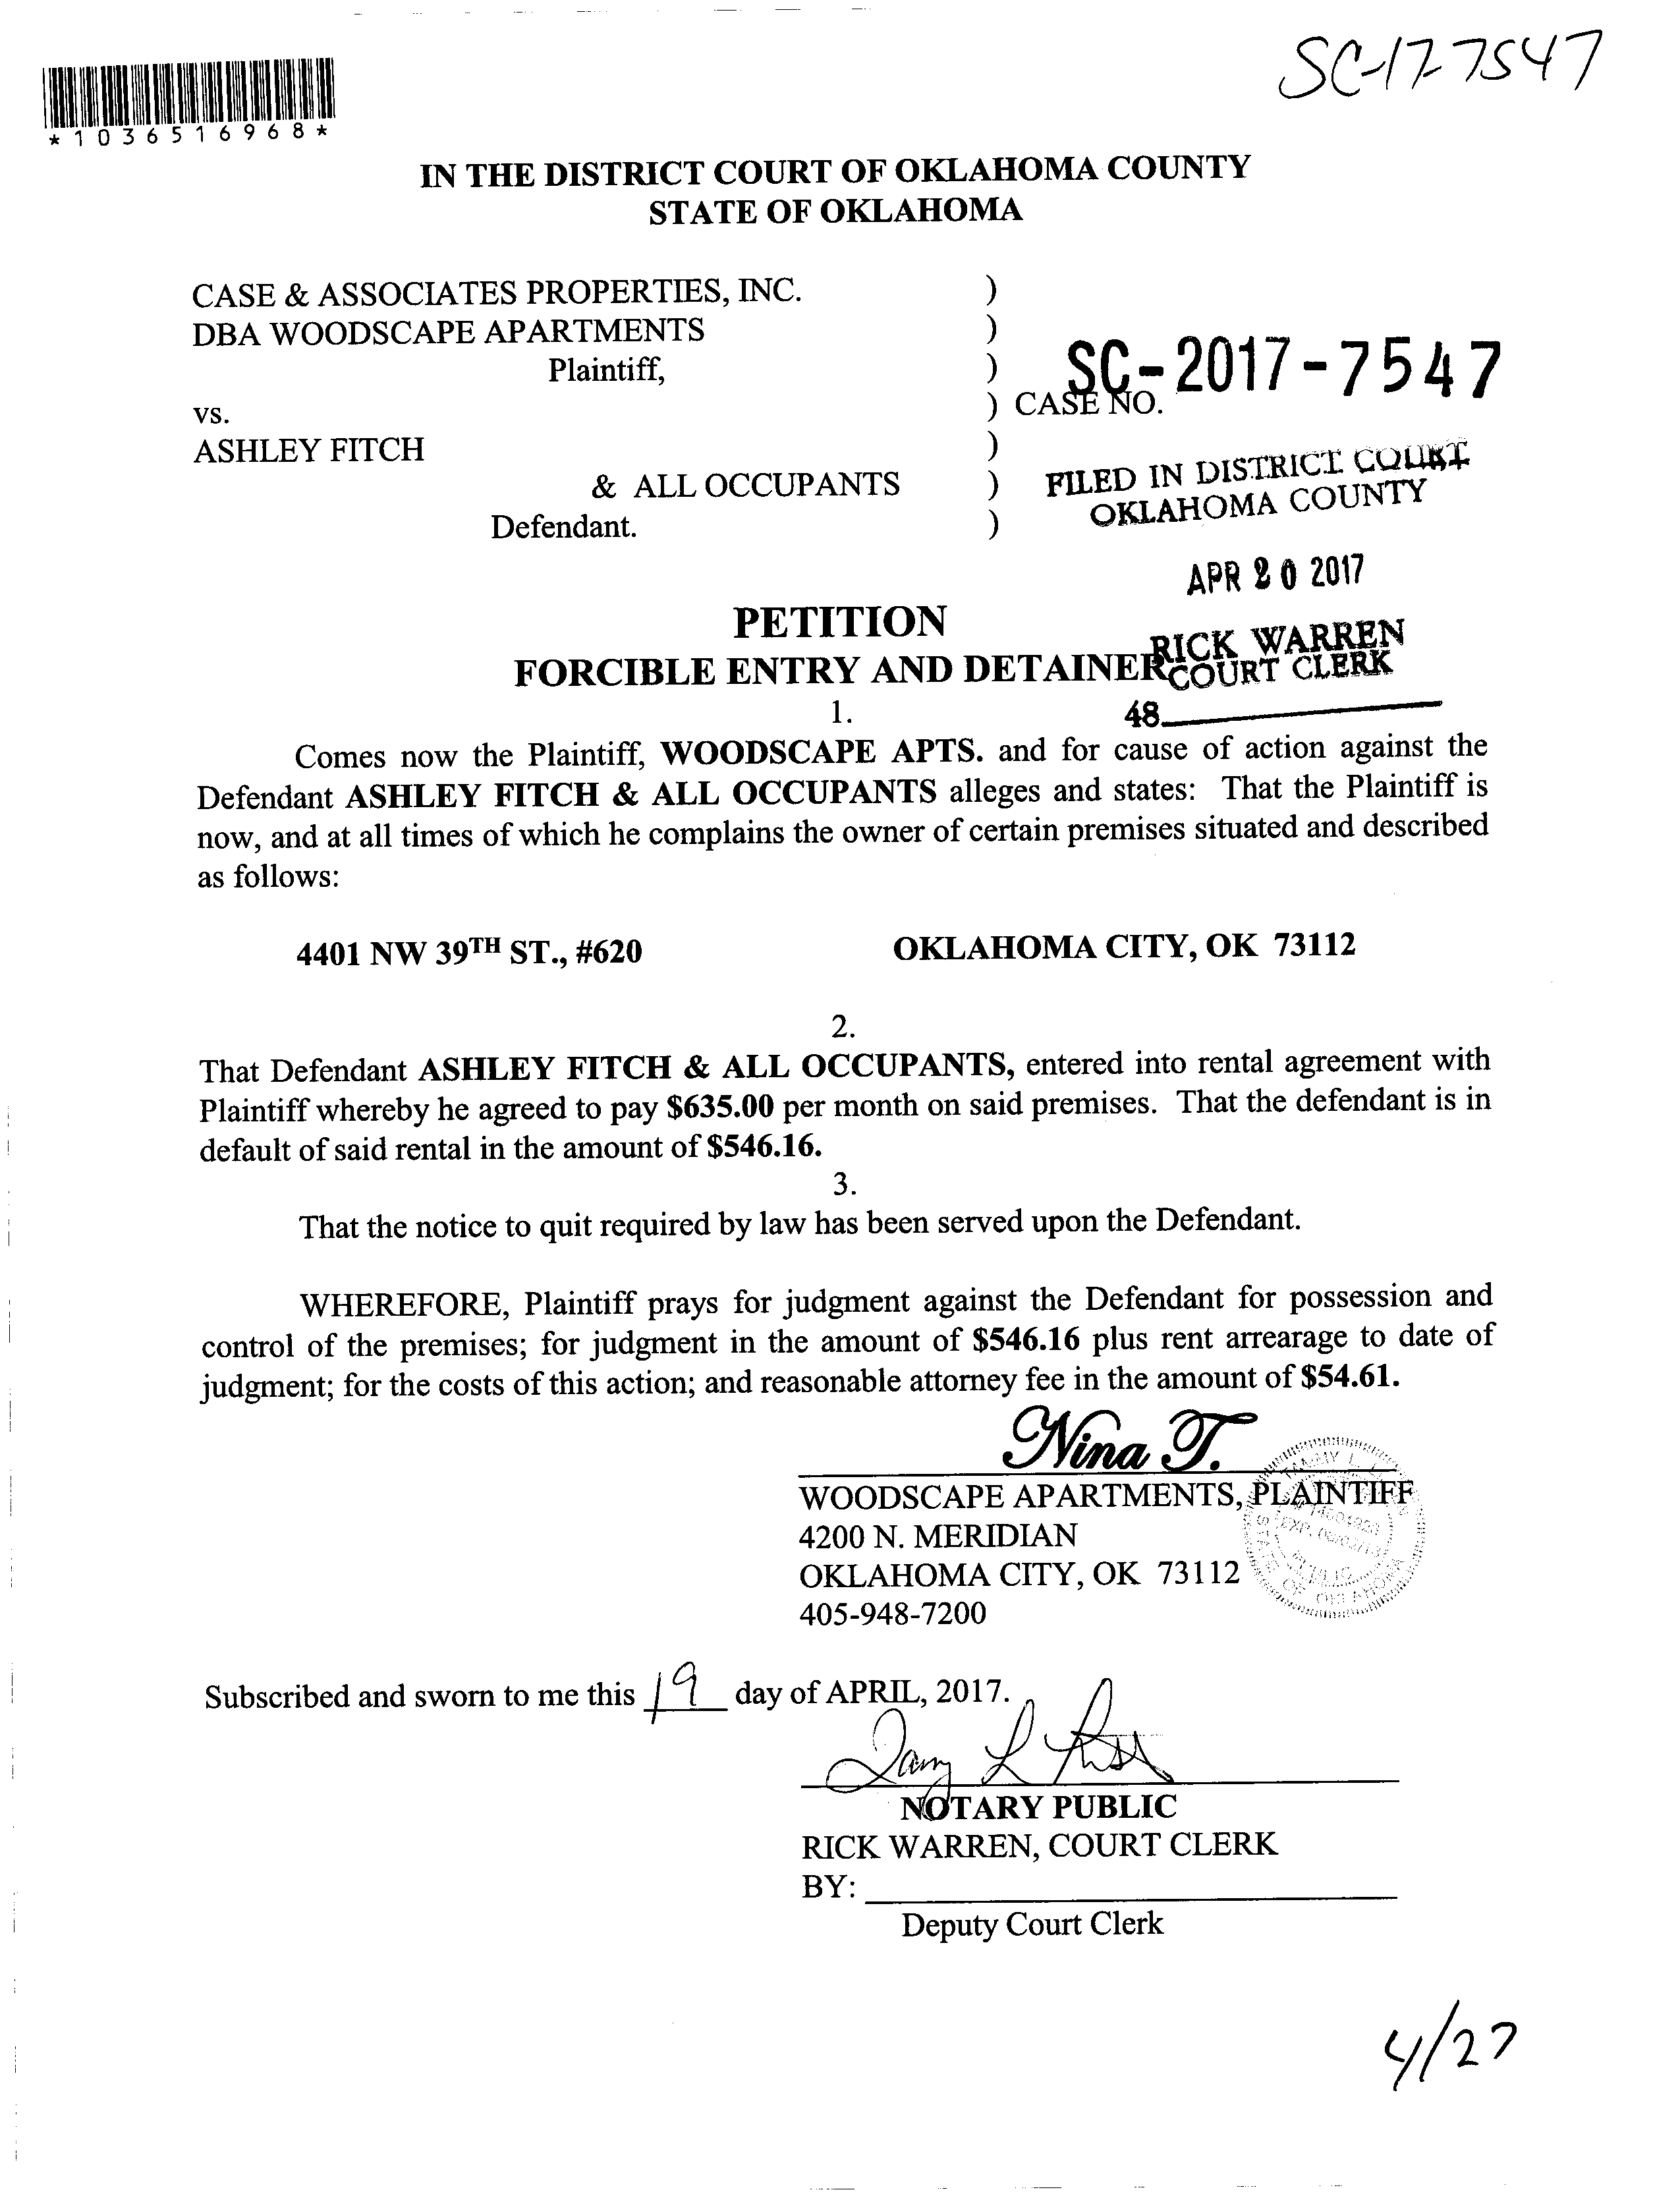 SC-17-7547
*1036516968*
IN THE DISTRICT COURT OF OKLAHOMA COUNTY
STATE OF OKLAHOMA
CASE & ASSOCIATES PROPERTIES, INC. )
DBA WOODSCAPE APARTMENTS )
Plaintiff, )
SC-2017-7547
vs. ) CASE NO.
ASHLEY FITCH )
& ALL OCCUPANTS )
Defendant. )
FILED IN DISTRICT COURT
OKLAHOMA COUNTY
APR 20 2017
RICK WARREN
COURT CLERK
48
PETITION
FORCIBLE ENTRY AND DETAINER
1.
Comes now the Plaintiff, WOODSCAPE APTS. and for cause of action against the
Defendant ASHLEY FITCH & ALL OCCUPANTS alleges and states: That the Plaintiff is
now, and at all times of which he complains the owner of certain premises situated and described
as follows:
4401 NW 39TH ST., #620 OKLAHOMA CITY, OK 73112
2.
That Defendant ASHLEY FITCH & ALL OCCUPANTS, entered into rental agreement with
Plaintiff whereby he agreed to pay $635.00 per month on said premises. That the defendant is in
default of said rental in the amount of $546.16.
3.
That the notice to quit required by law has been served upon the Defendant.
WHEREFORE, Plaintiff prays for judgment against the Defendant for possession and
control of the premises; for judgment in the amount of $546.16 plus rent arrearage to date of
judgment; for the costs of this action; and reasonable attorney fee in the amount of $54.61.
Nina T.
WOODSCAPE APARTMENTS, PLAINTIFF
4200 N. MERIDIAN
OKLAHOMA CITY, OK 73112
405-948-7200
STATE OF OKLAHOMA
Subscribed and sworn to me this 19 day of APRIL, 2017.
NOTARY PUBLIC
RICK WARREN, COURT CLERK
BY:
Deputy Court Clerk
4/27